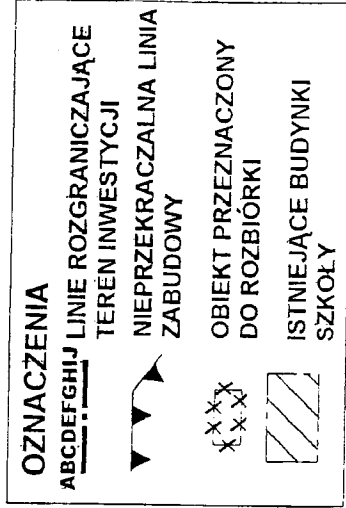 OZNACZENIA
ABCDEFGHIJ LINIE ROZGRANICZAJĄCE
TEREN INWESTYCJI
NIEPRZEKRACZALNA LINIA
ZABUDOWY
OBIEKT PRZEZNACZONY
DO ROZBIÓRKI
ISTNIEJĄCE BUDYNKI
SZKOŁY